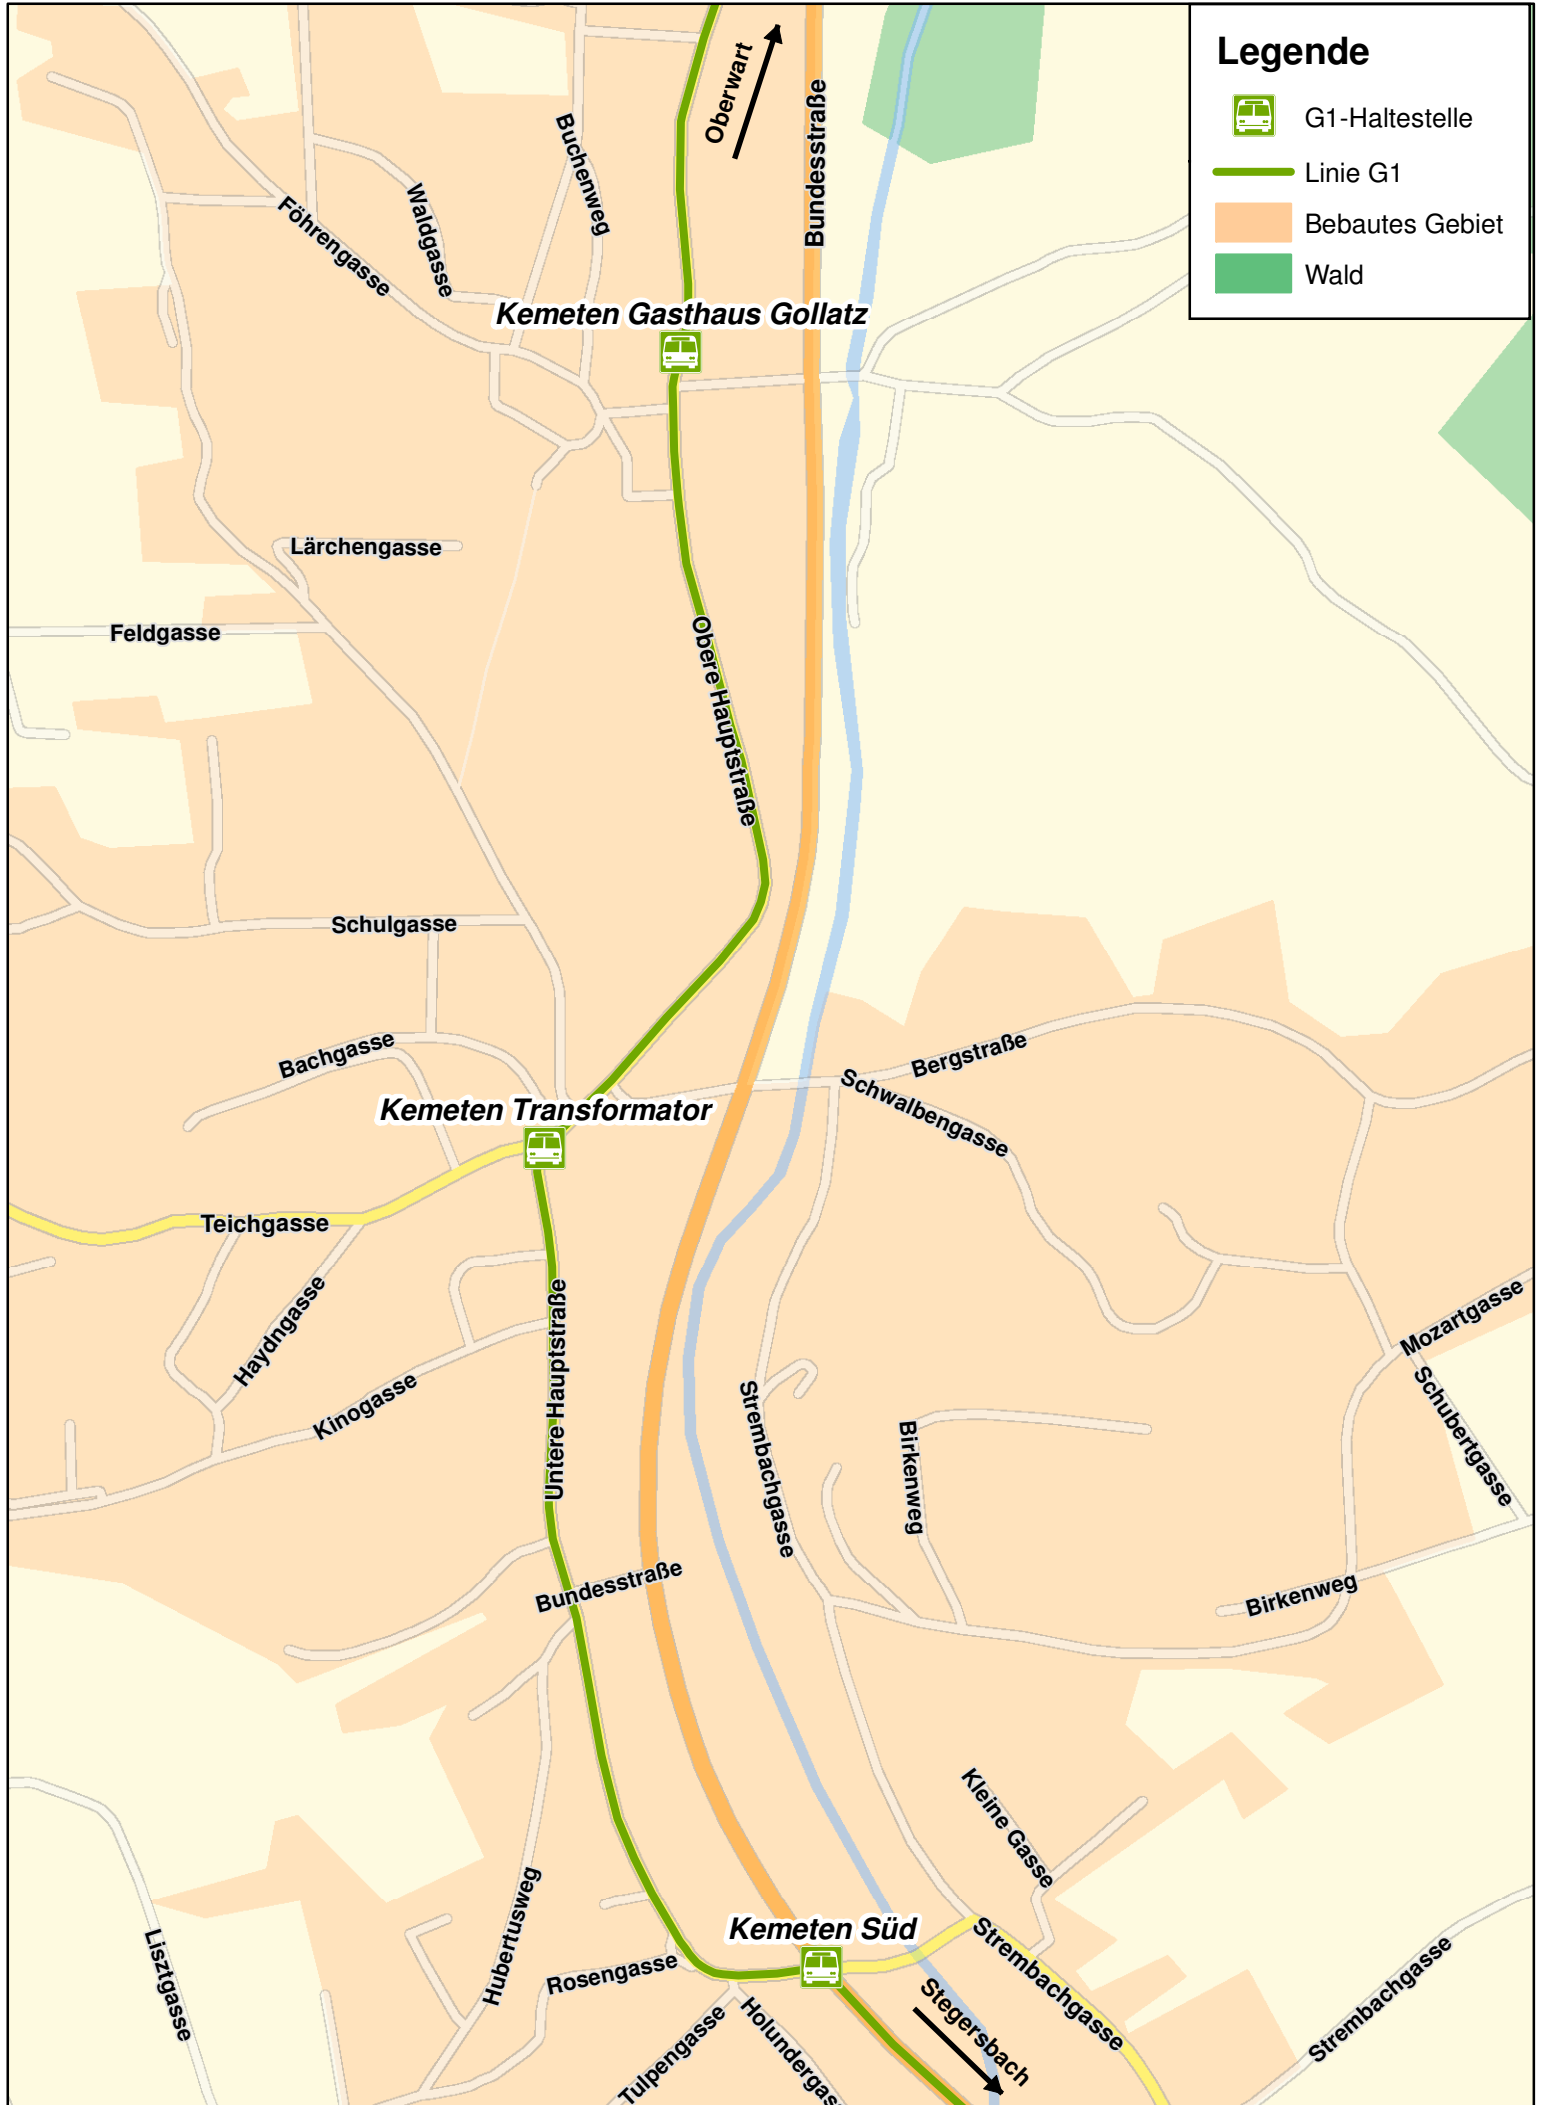 Legende
G1-Haltestelle
Linie G1
Bebautes Gebiet
Wald
Oberwart
Bundesstraße
Buchenweg
Waldgasse
Föhrengasse
Kemeten Gasthaus Gollatz
Lärchengasse
Feldgasse
Obere Hauptstraße
Schulgasse
Bachgasse
Bergstraße
Schwalbengasse
Kemeten Transformator
Teichgasse
Haydngasse
Kinogasse
Untere Hauptstraße
Mozartgasse
Schubertgasse
Strembachgasse
Birkenweg
Bundesstraße
Birkenweg
Kleine Gasse
Hubertusweg
Lisztgasse
Kemeten Süd
Rosengasse
Strembachgasse
Strembachgasse
Stegersbach
Tulpengasse
Holundergas